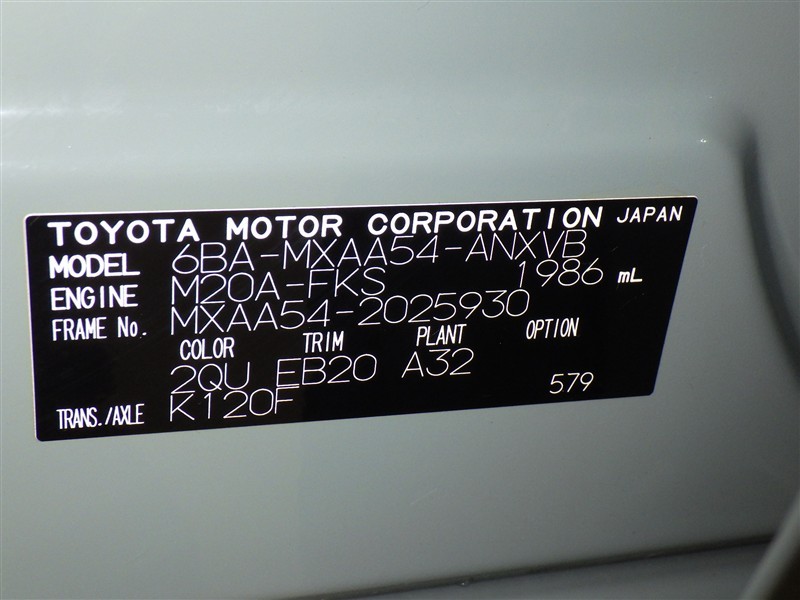 TOYOTA MOTOR CORPORATION JAPAN
MODEL 6BA-MXAA54-ANXVB
ENGINE M20A-FKS 1986 mL
FRAME No. MXAA54-2025930
COLOR TRIM PLANT OPTION
2QU EB20 A32
TRANS./AXLE K120F 579